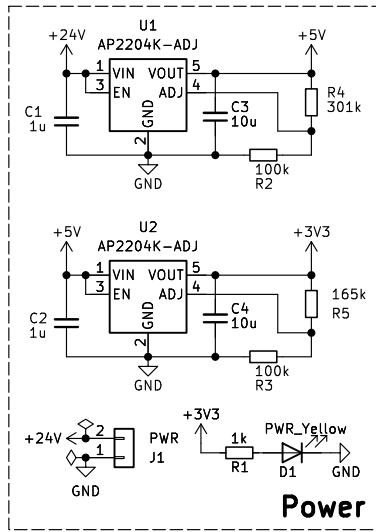 +24V
U1
AP2204K-ADJ
+5V
1 VIN VOUT 5
3 EN ADJ 4
GND
2
C1
1u
C3
10u
R4
301k
GND
100k
R2
+5V
U2
AP2204K-ADJ
+3V3
1 VIN VOUT 5
3 EN ADJ 4
GND
2
C2
1u
C4
10u
165k
R5
GND
100k
R3
+24V
2
1
PWR
J1
GND
+3V3
1k
R1
PWR_Yellow
D1
GND
Power